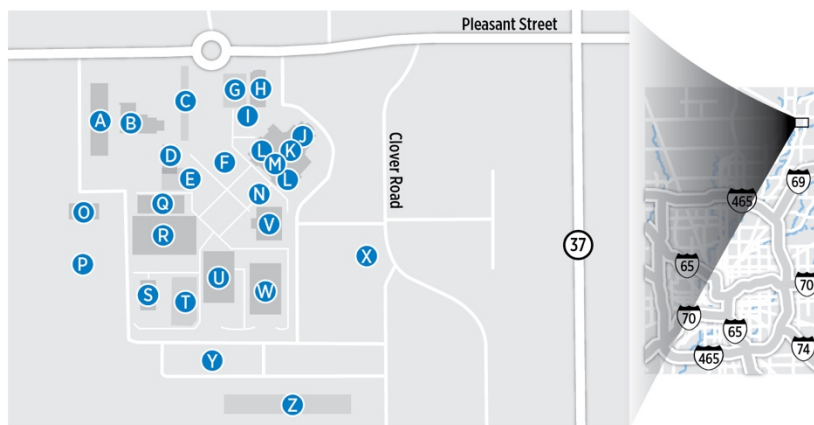 Pleasant Street
G
H
C
A
B
I
J
L
K
D
F
M
E
L
N
Q
O
V
R
Clover Road
37
P
X
U
S
T
W
Y
Z
69
465
65
70
70
65
465
74